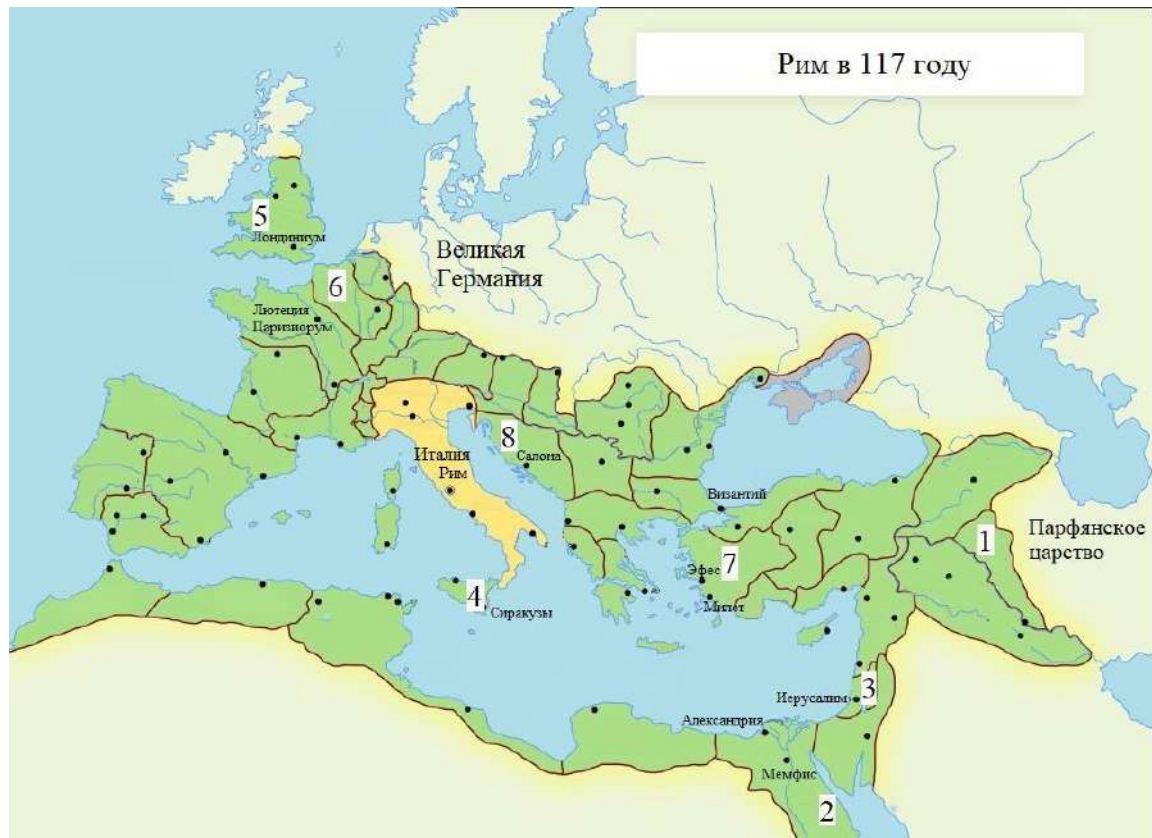 Рим в 117 году
5
Лондиниум
Великая
Германия
6
Лютеция
Паризиорум
8
Салона
Италия
Рим
Византий
1
Парфянское
царство
7
Эфес
Милет
4
Сиракузы
3
Иерусалим
Александрия
Мемфис
2